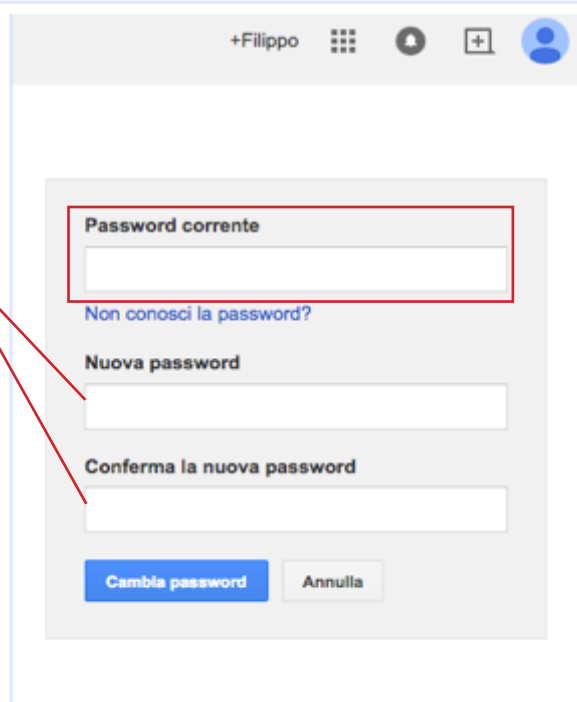 +Filippo
Password corrente
Non conosci la password?
Nuova password
Conferma la nuova password
Cambia password Annulla